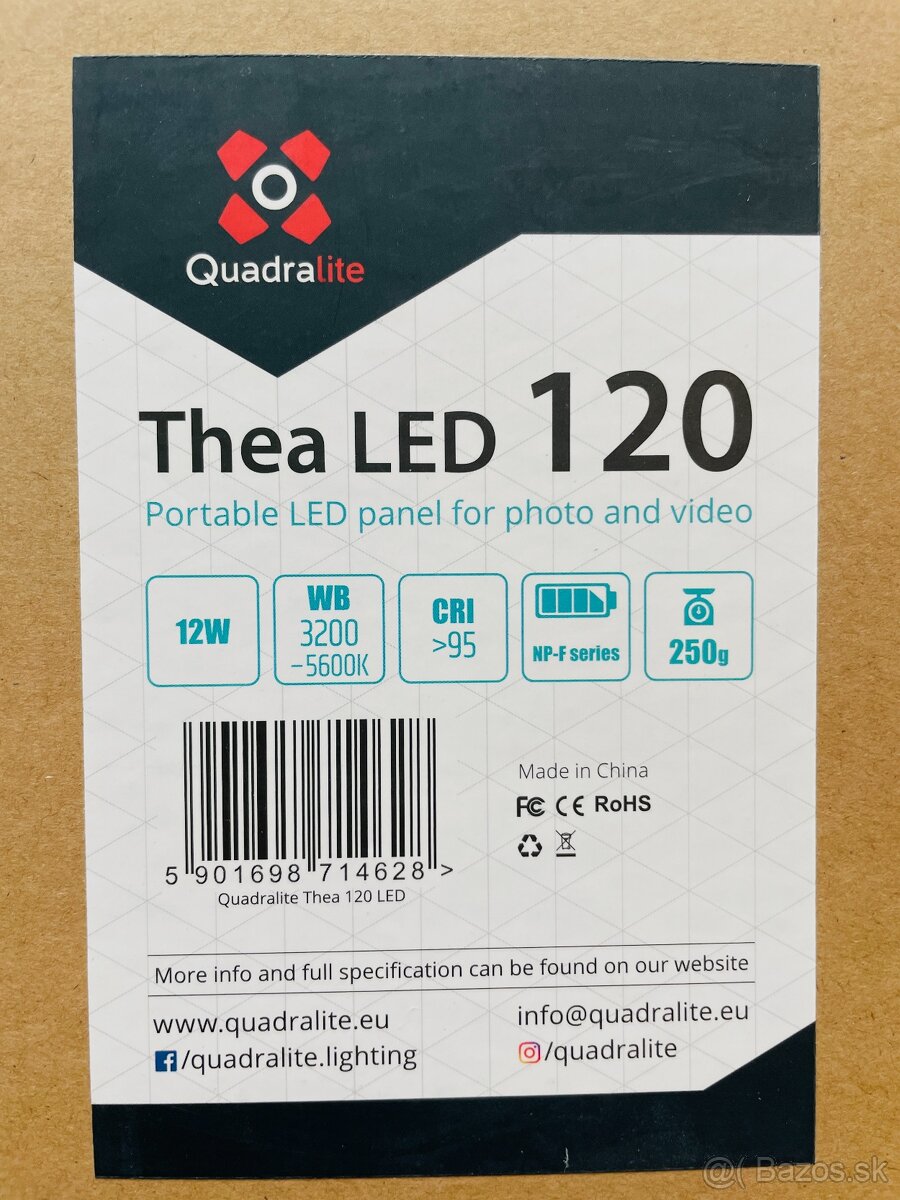 Quadralite
Thea LED 120
Portable LED panel for photo and video
12W
WB
3200
–5600K
CRI
>95
NP-F series
250g
Made in China
FC CE RoHS
5 901698 714628 >
Quadralite Thea 120 LED
More info and full specification can be found on our website
www.quadralite.eu
info@quadralite.eu
/quadralite.lighting
/quadralite
@( Bazos.sk